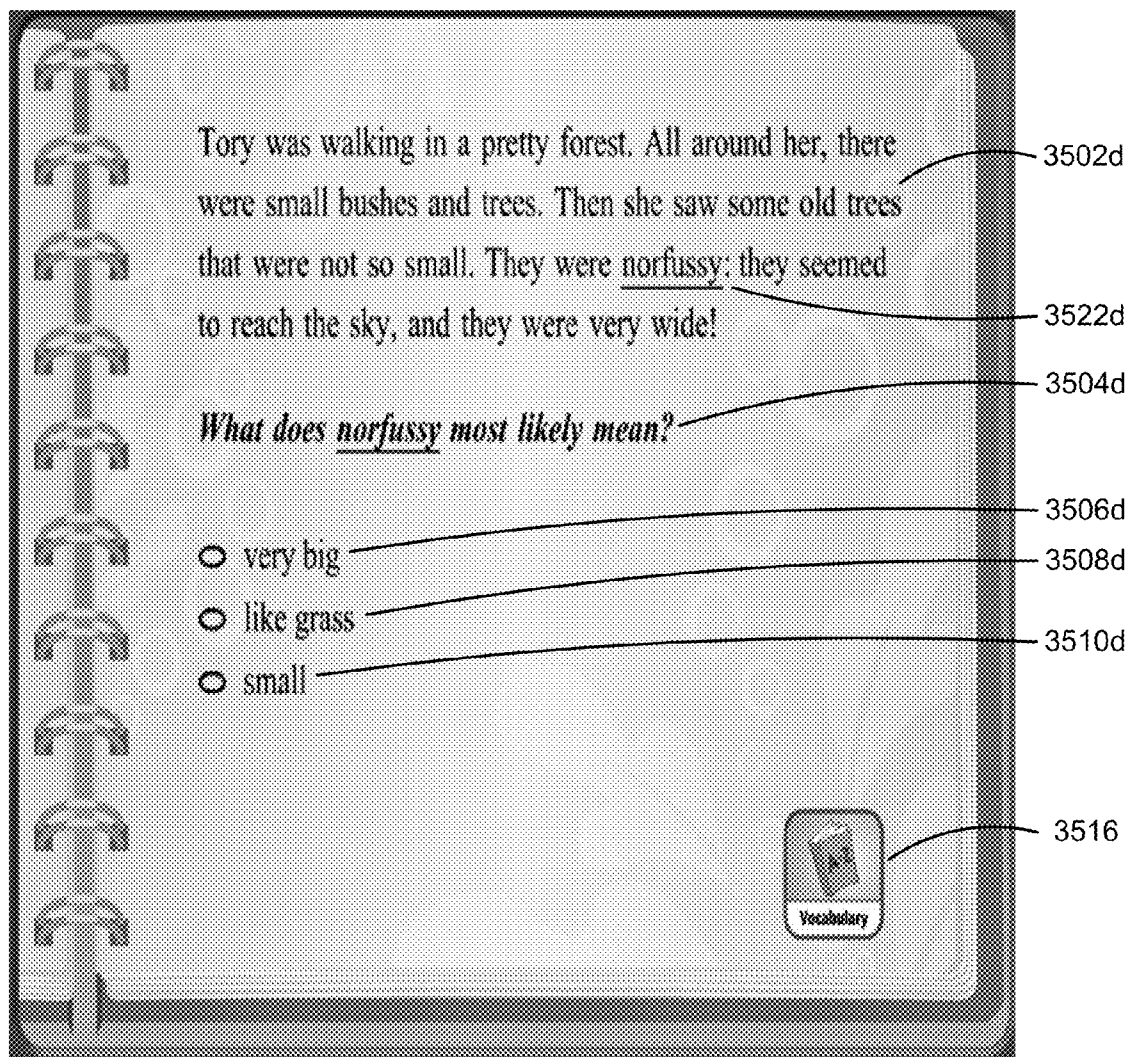 Tory was walking in a pretty forest. All around her, there
3502d
were small bushes and trees. Then she saw some old trees
that were not so small. They were norfussy: they seemed
3522d
to reach the sky, and they were very wide!
3504d
What does norfussy most likely mean?
3506d
very big
3508d
like grass
3510d
small
3516
A-Z
Vocabulary